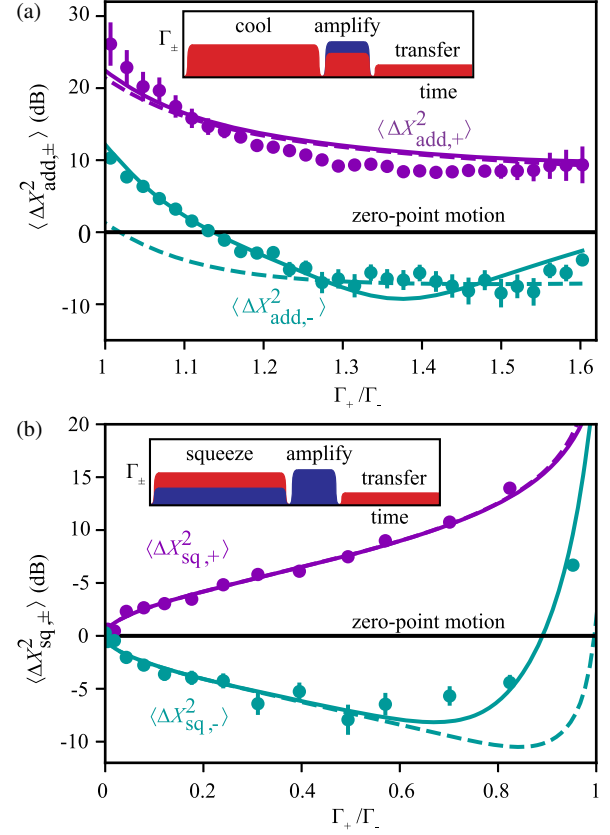 (a)
Γ± cool amplify transfer
time
⟨ΔX²add,±⟩ (dB)
30
20
10
0
-10
⟨ΔX²add,+⟩
zero-point motion
⟨ΔX²add,-⟩
1 1.1 1.2 1.3 1.4 1.5 1.6
Γ+/Γ-
(b)
Γ± squeeze amplify transfer
time
⟨ΔX²sq,±⟩ (dB)
20
15
10
-5
0
-5
-10
⟨ΔX²sq,+⟩
zero-point motion
⟨ΔX²sq,-⟩
0 0.2 0.4 0.6 0.8 1
Γ+/Γ-